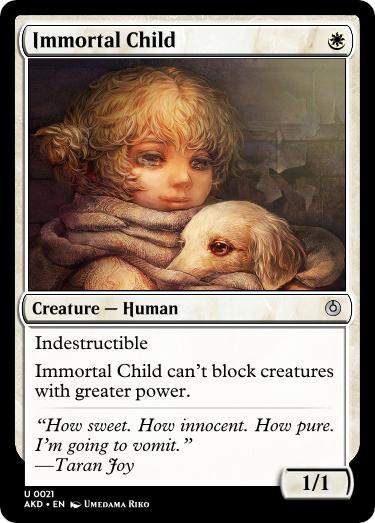 Immortal Child
Creature — Human
Indestructible
Immortal Child can't block creatures
with greater power.
"How sweet. How innocent. How pure.
I'm going to vomit."
—Taran Joy
1/1
U 0021
AKD • EN Umedama Riko